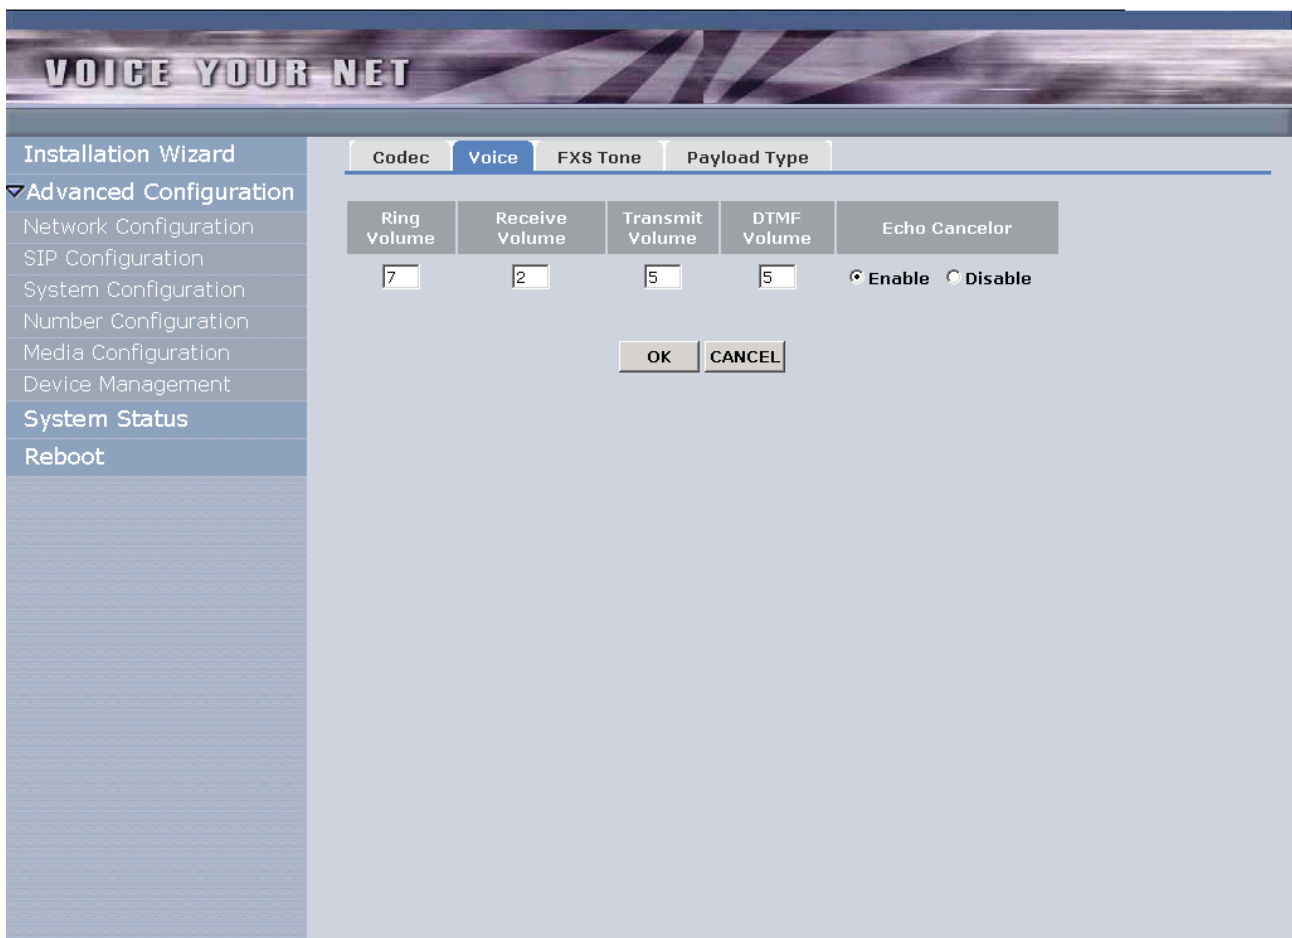 VOICE YOUR NET
Installation Wizard
Advanced Configuration
Network Configuration
SIP Configuration
System Configuration
Number Configuration
Media Configuration
Device Management
System Status
Reboot
Codec Voice FXS Tone Payload Type
Ring Volume Receive Volume Transmit Volume DTMF Volume Echo Cancelor
7 2 5 5 Enable Disable
OK CANCEL